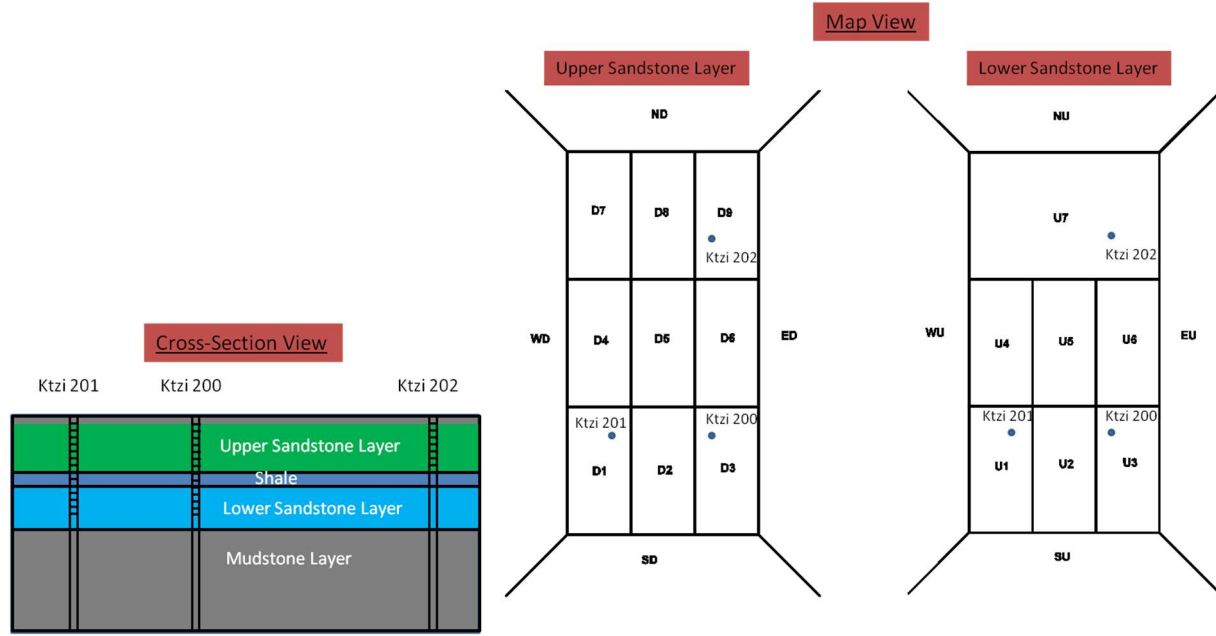 Map View
Upper Sandstone Layer
Lower Sandstone Layer
ND
D7 D8 D9
Ktzi 202
WD D4 D5 D6 ED
Ktzi 201 Ktzi 200
D1 D2 D3
SD
NU
U7
Ktzi 202
WU U4 U5 U6 EU
Ktzi 201 Ktzi 200
U1 U2 U3
SU
Cross-Section View
Ktzi 201 Ktzi 200 Ktzi 202
Upper Sandstone Layer
Shale
Lower Sandstone Layer
Mudstone Layer